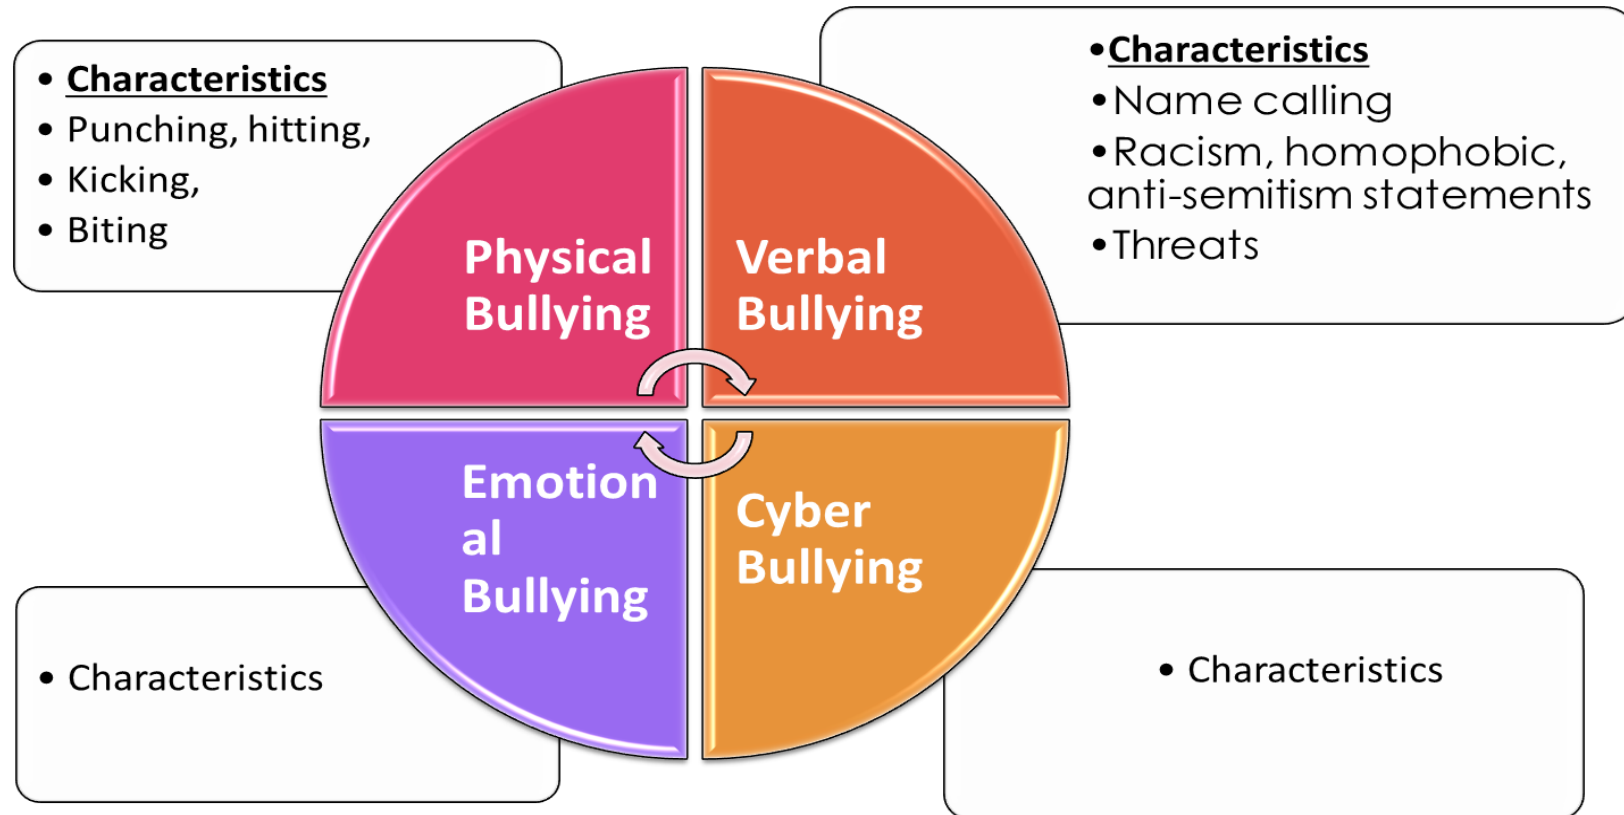 • Characteristics
• Punching, hitting,
• Kicking,
• Biting
•Characteristics
•Name calling
•Racism, homophobic,
anti-semitism statements
•Threats
Physical
Bullying
Verbal
Bullying
Emotion
al
Bullying
Cyber
Bullying
• Characteristics
• Characteristics